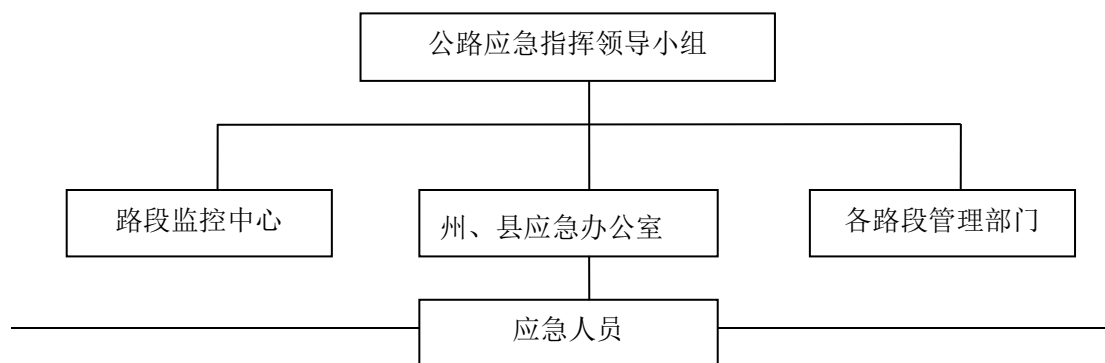 公路应急指挥领导小组
路段监控中心
州、县应急办公室
各路段管理部门
应急人员